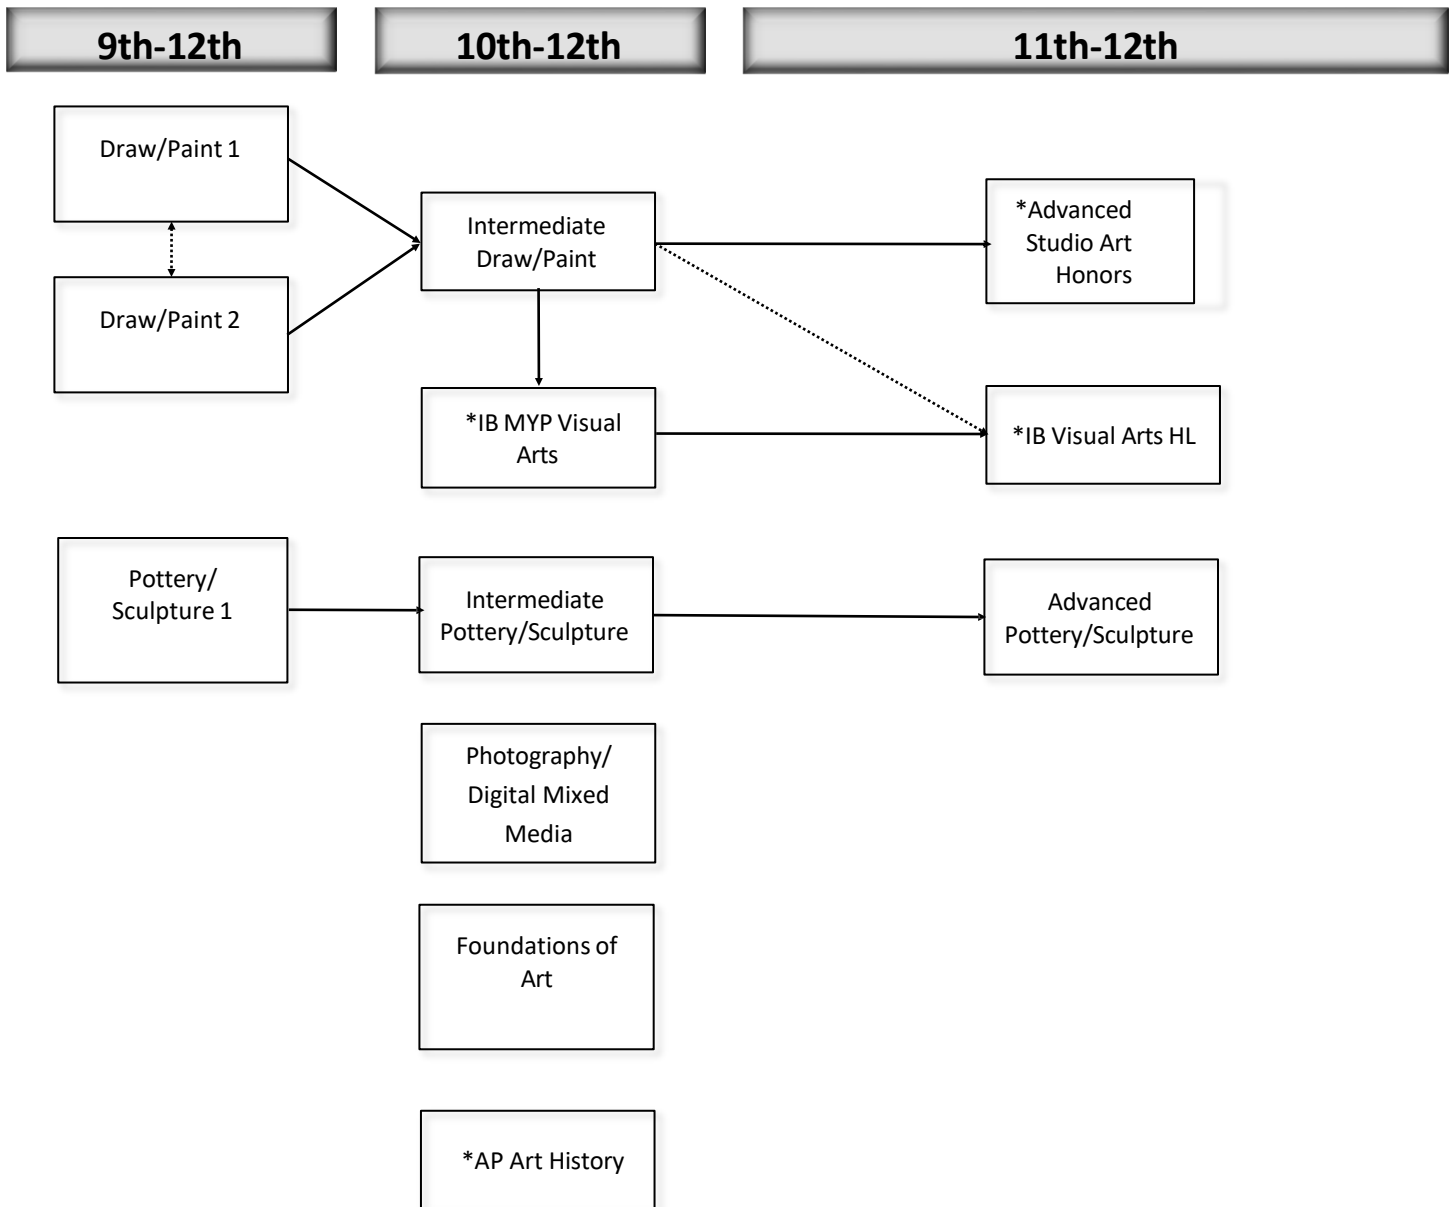 9th-12th
10th-12th
11th-12th
Draw/Paint 1
Draw/Paint 2
Intermediate
Draw/Paint
*Advanced
Studio Art
Honors
*IB MYP Visual
Arts
*IB Visual Arts HL
Pottery/
Sculpture 1
Intermediate
Pottery/Sculpture
Advanced
Pottery/Sculpture
Photography/
Digital Mixed
Media
Foundations of
Art
*AP Art History